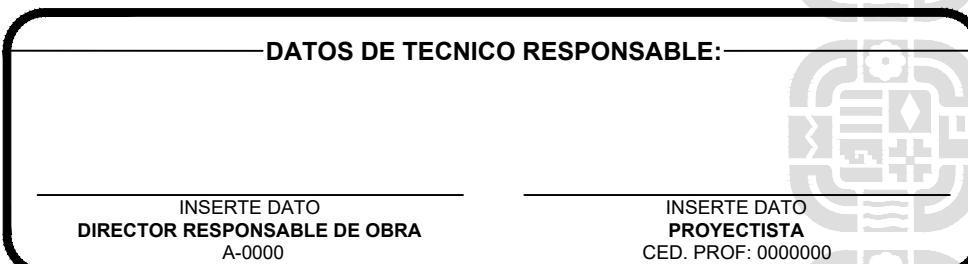 DATOS DE TECNICO RESPONSABLE:
INSERTE DATO
DIRECTOR RESPONSABLE DE OBRA
A-0000
INSERTE DATO
PROYECTISTA
CED. PROF: 0000000